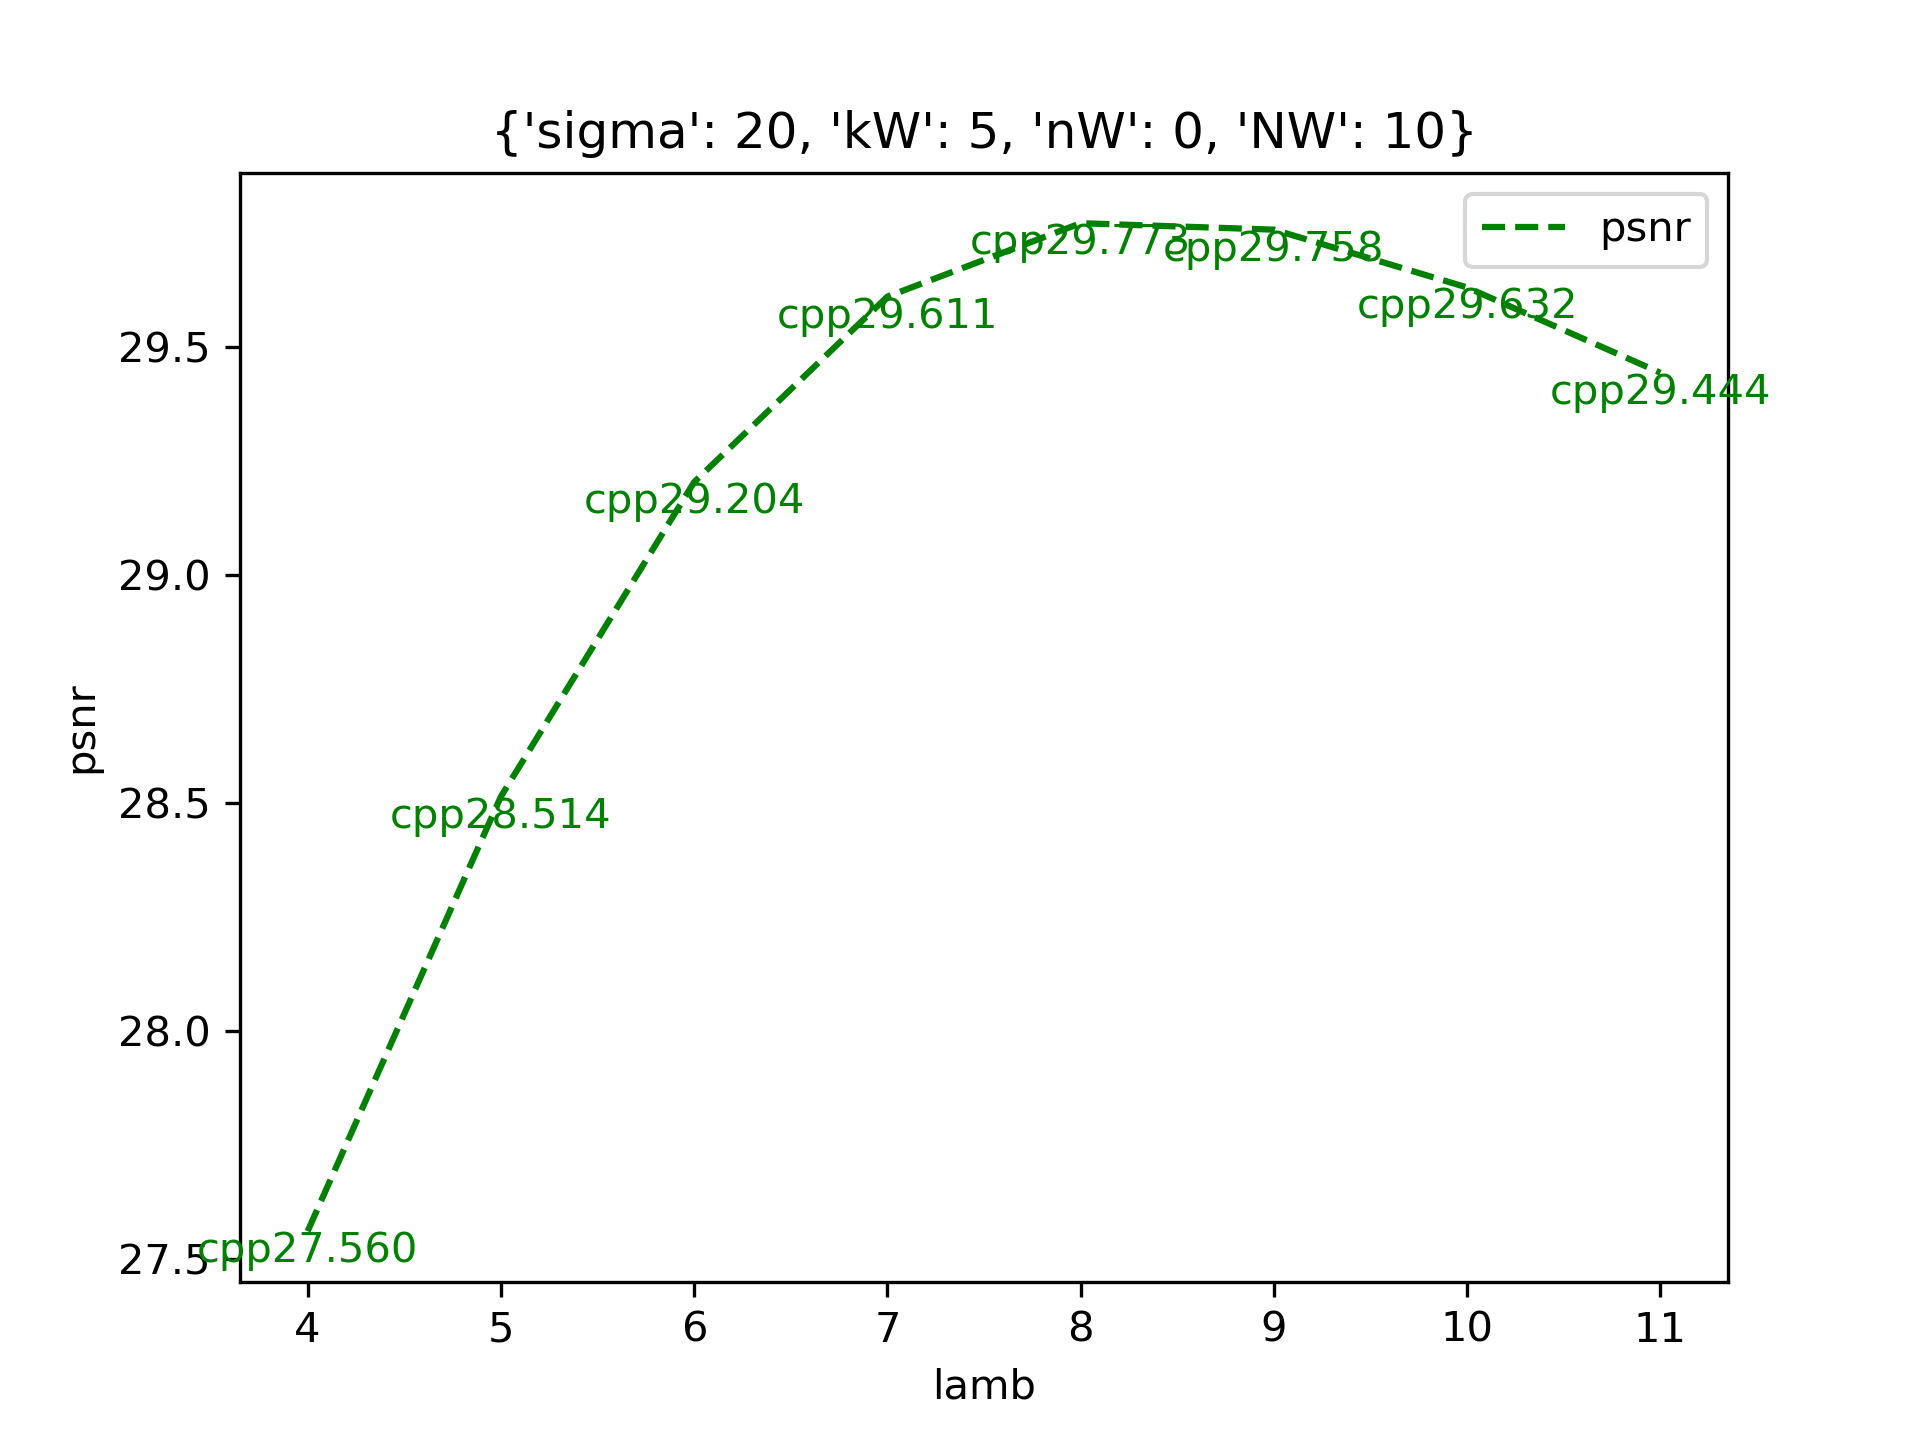 {'sigma': 20, 'kW': 5, 'nW': 0, 'NW': 10}
psnr
cpp29.773
cpp29.758
cpp29.611
cpp29.632
29.5
cpp29.444
cpp29.204
29.0
psnr
28.5
cpp28.514
28.0
27.5
cpp27.560
4 5 6 7 8 9 10 11
lamb